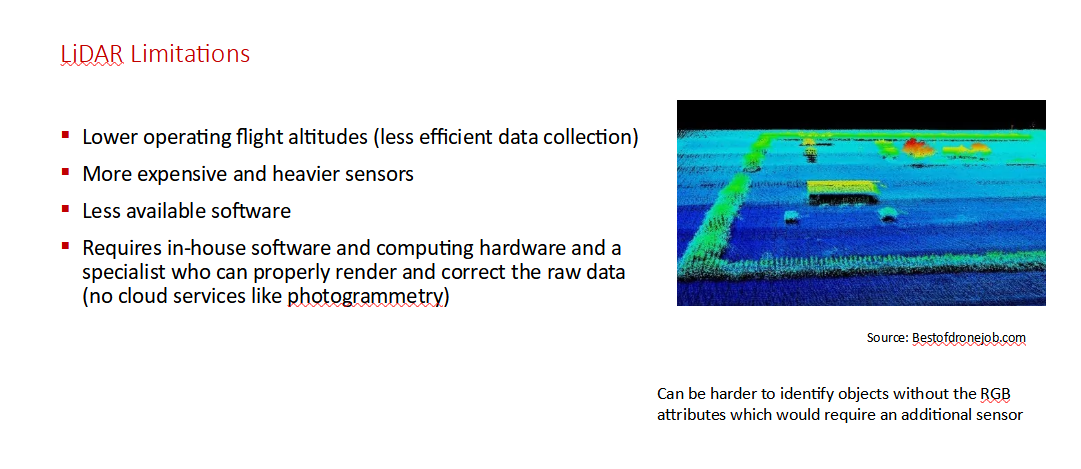 LiDAR Limitations
Lower operating flight altitudes (less efficient data collection)
More expensive and heavier sensors
Less available software
Requires in-house software and computing hardware and a
specialist who can properly render and correct the raw data
(no cloud services like photogrammetry)
Source: Bestofdronejob.com
Can be harder to identify objects without the RGB
attributes which would require an additional sensor